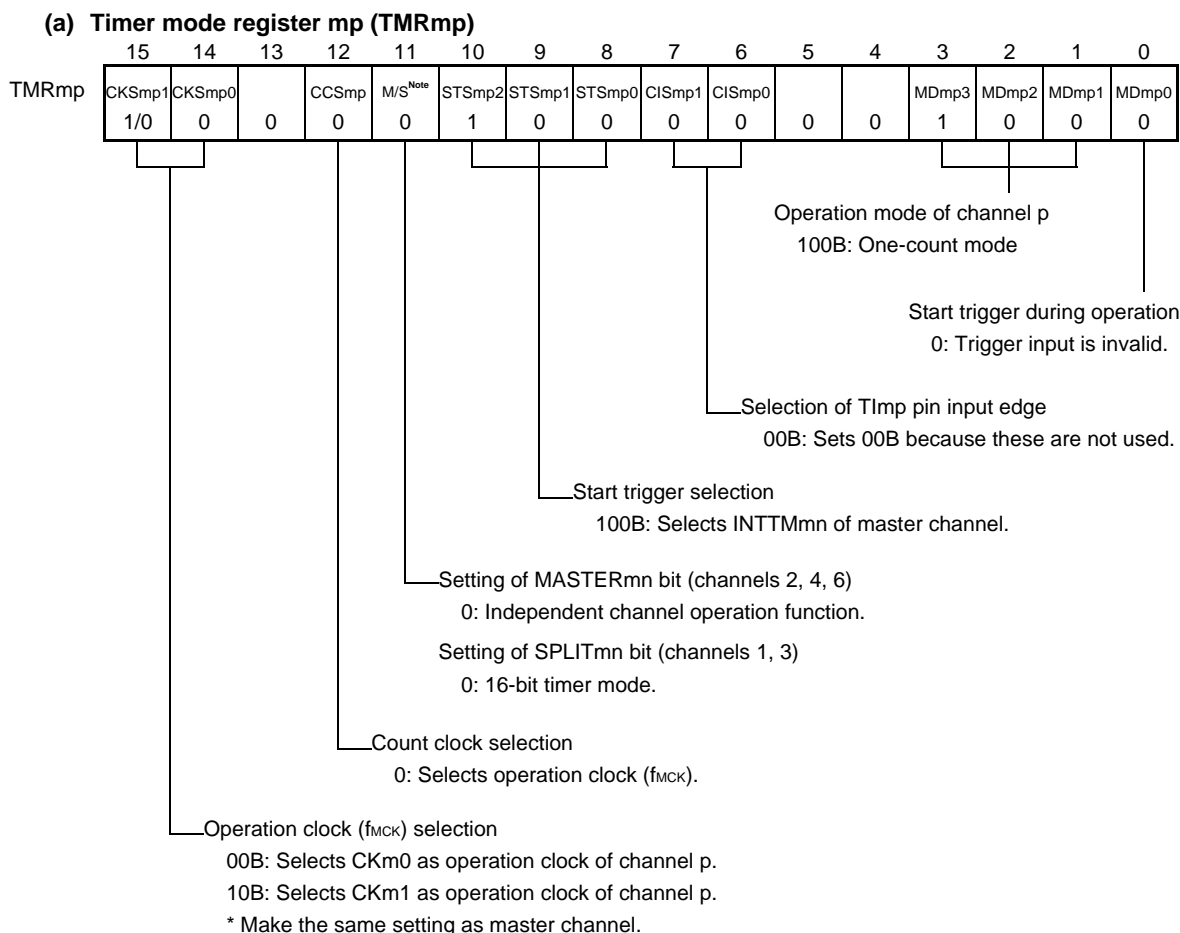 (a) Timer mode register mp (TMRmp)
15 14 13 12 11 10 9 8 7 6 5 4 3 2 1 0
TMRmp CKSmp1 CKSmp0 CCSmp M/S Note STSmp2 STSmp1 STSmp0 CISmp1 CISmp0 MDmp3 MDmp2 MDmp1 MDmp0
1/0 0 0 0 0 1 0 0 0 0 0 0 1 0 0 0
Operation mode of channel p
100B: One-count mode
Start trigger during operation
0: Trigger input is invalid.
Selection of TImp pin input edge
00B: Sets 00B because these are not used.
Start trigger selection
100B: Selects INTTMmn of master channel.
Setting of MASTERmn bit (channels 2, 4, 6)
0: Independent channel operation function.
Setting of SPLITmn bit (channels 1, 3)
0: 16-bit timer mode.
Count clock selection
0: Selects operation clock (fMCK).
Operation clock (fMCK) selection
00B: Selects CKm0 as operation clock of channel p.
10B: Selects CKm1 as operation clock of channel p.
* Make the same setting as master channel.